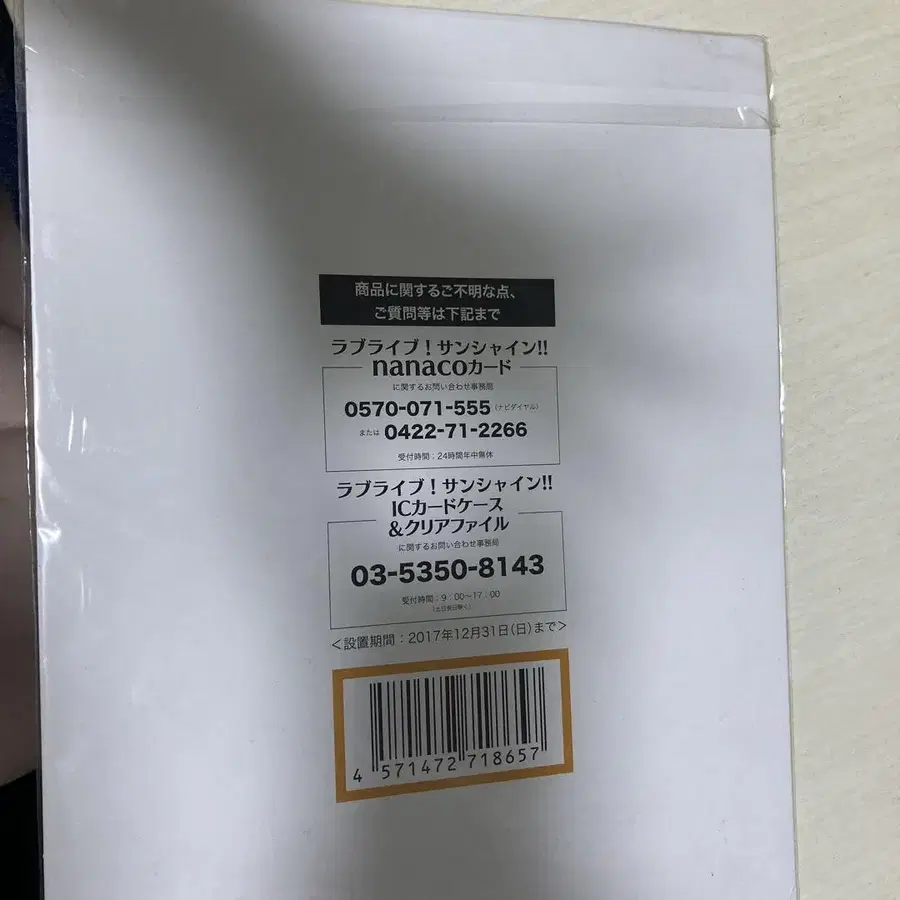 商品に関するご不明な点、
ご質問等は下記まで
ラブライブ！サンシャイン!!
nanacoカード
に関するお問い合わせ事務局
0570-071-555（ナビダイヤル）
または 0422-71-2266
受付時間：24時間年中無休
ラブライブ！サンシャイン!!
ICカードケース
&クリアファイル
に関するお問い合わせ事務局
03-5350-8143
受付時間：9：00〜17：00
（土日祝日除く）
＜設置期間：2017年12月31日（日）まで＞
4 571472 718657